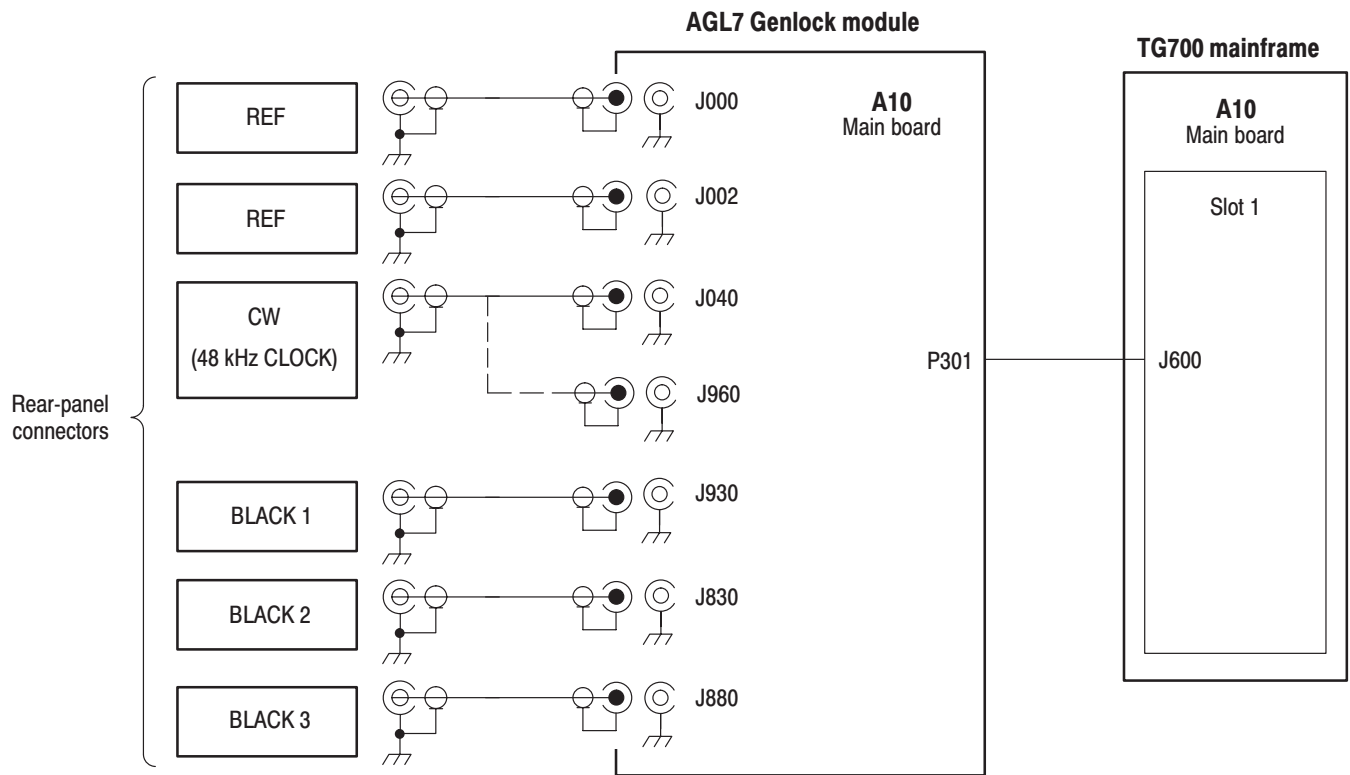 AGL7 Genlock module
TG700 mainframe
REF
J000
A10
Main board
A10
Main board
REF
J002
Slot 1
CW
(48 kHz CLOCK)
J040
P301
J600
J960
Rear-panel
connectors
BLACK 1
J930
BLACK 2
J830
BLACK 3
J880